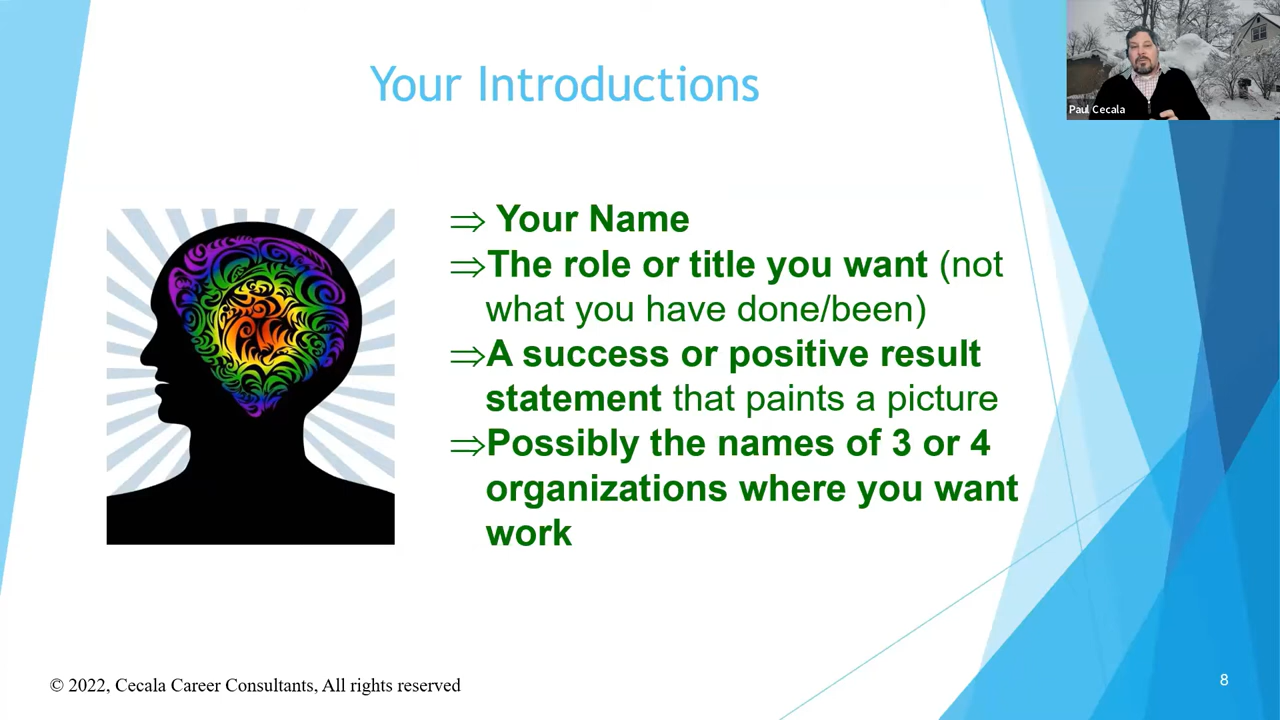 Your Introductions
Paul Cecala
⇒ Your Name
⇒The role or title you want (not
what you have done/been)
⇒A success or positive result
statement that paints a picture
⇒Possibly the names of 3 or 4
organizations where you want
work
© 2022, Cecala Career Consultants, All rights reserved
8